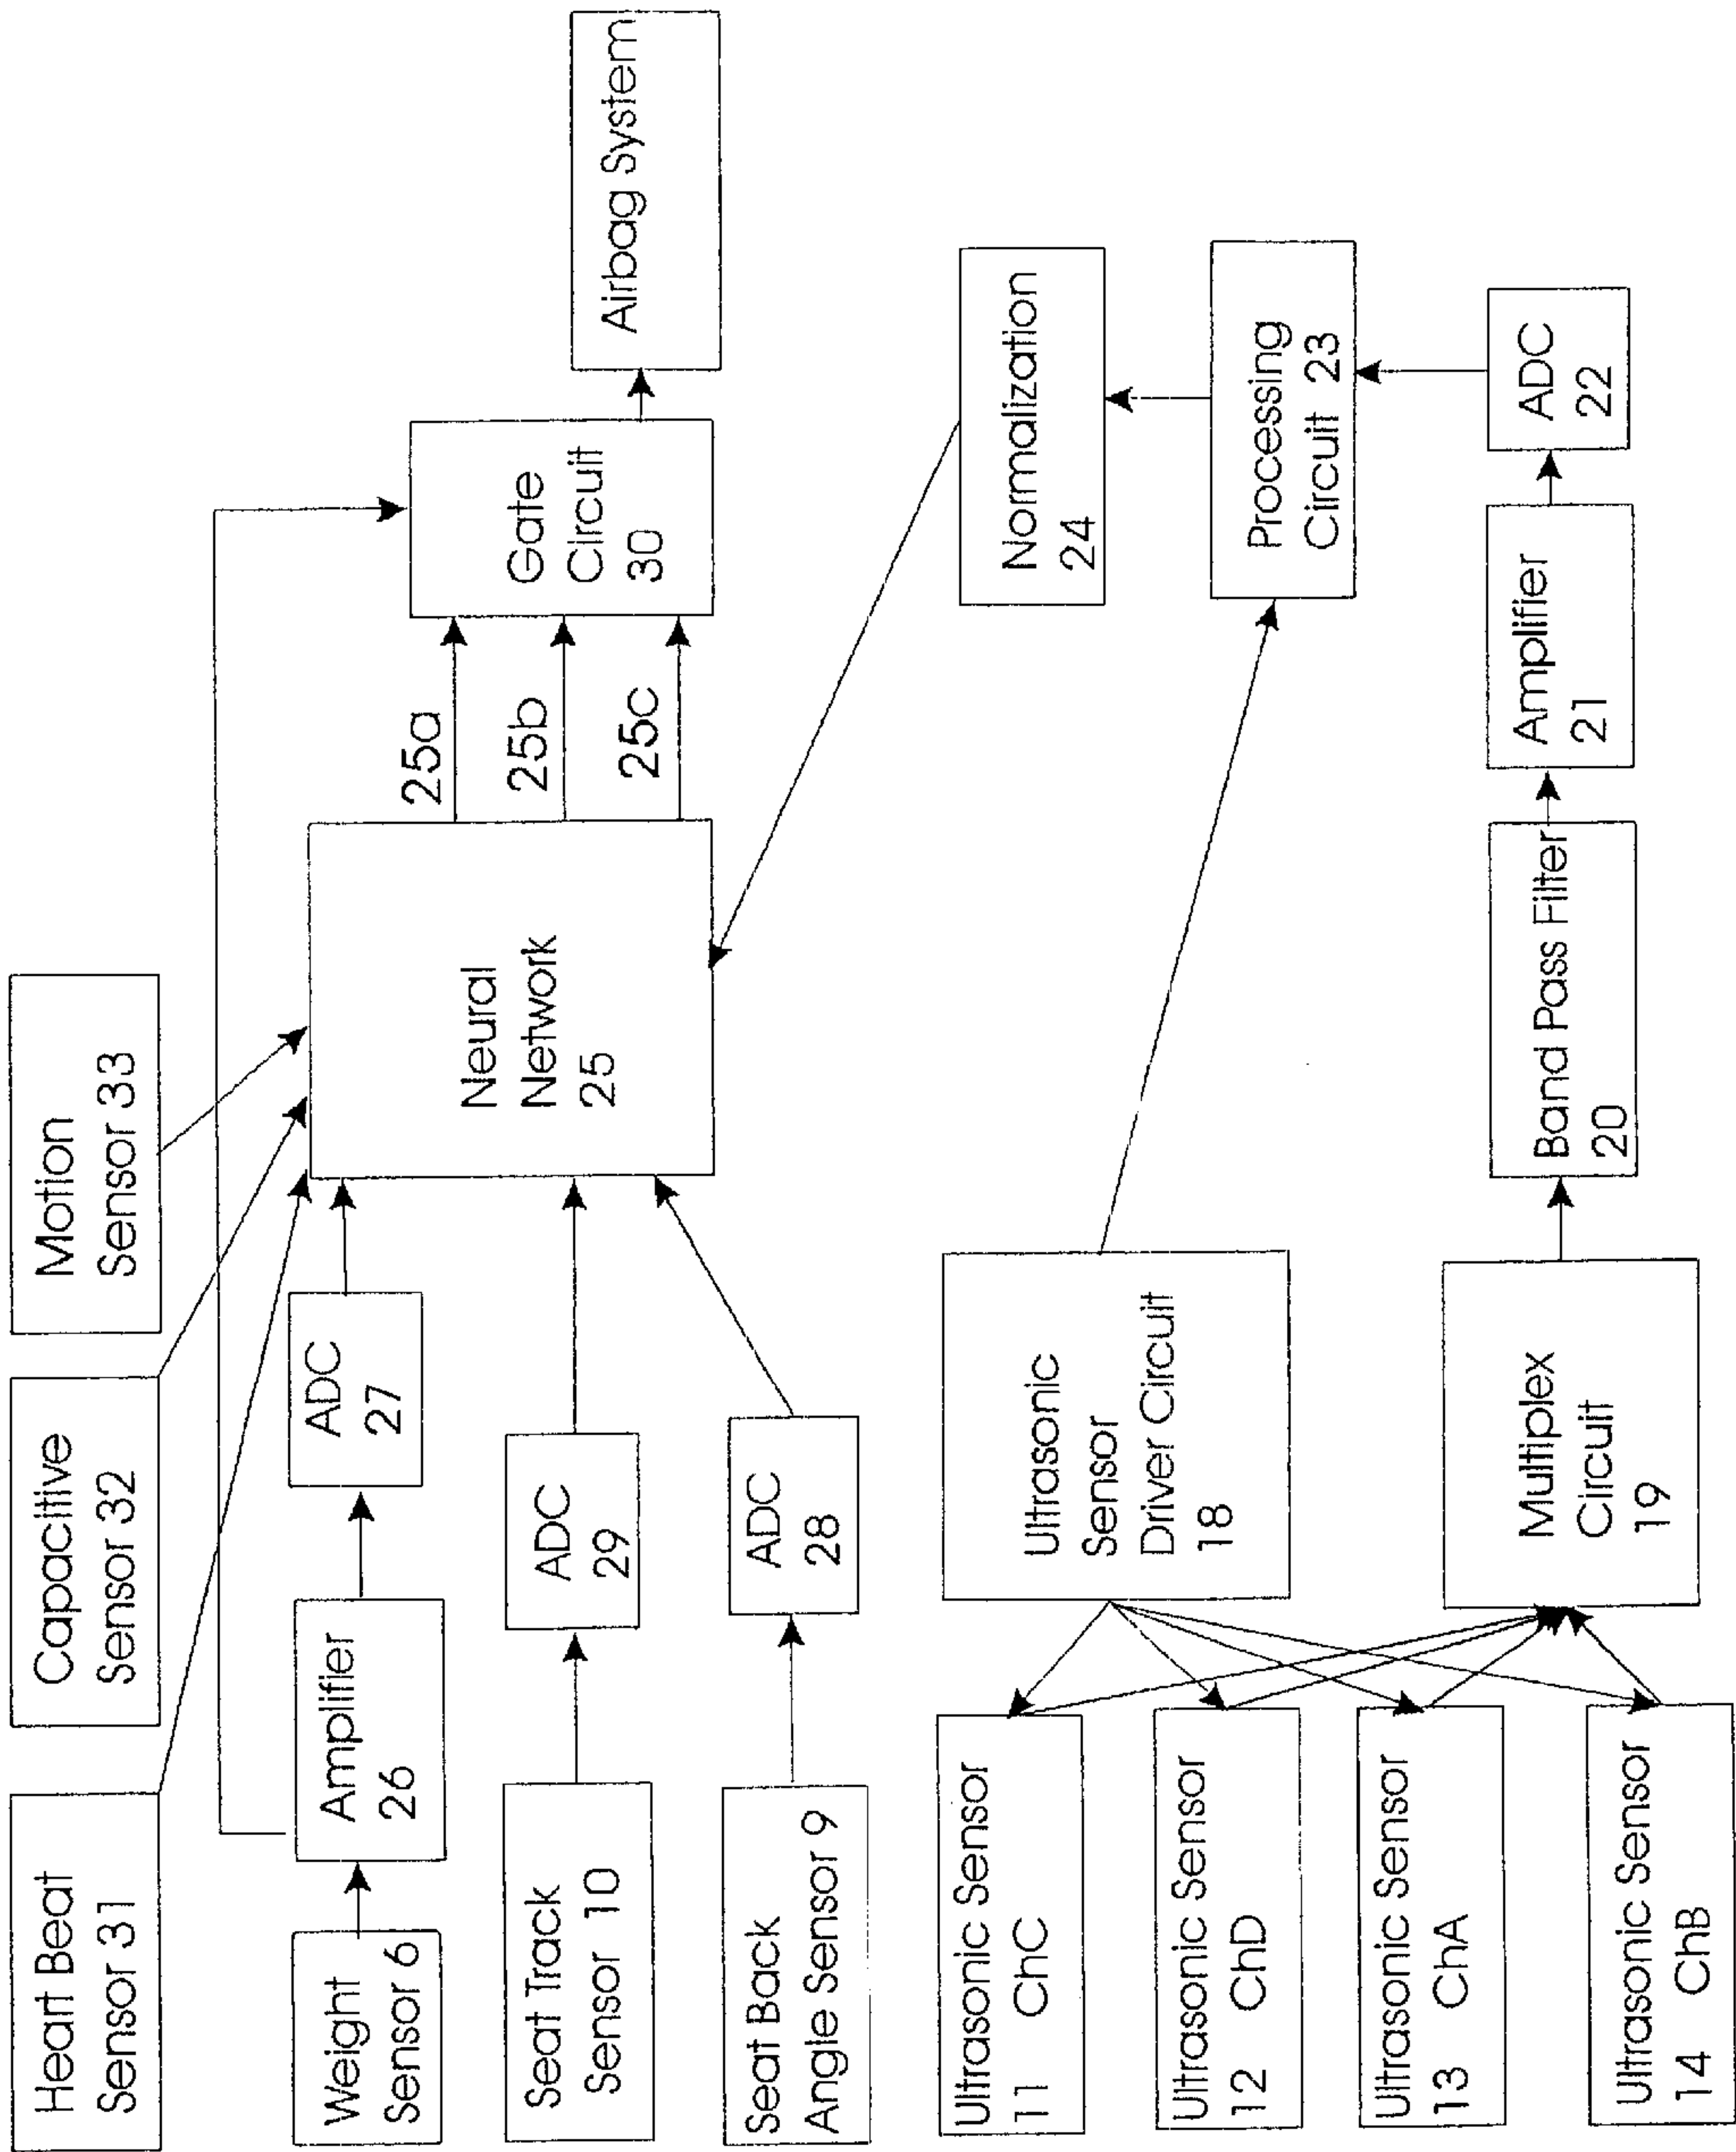 Heart Beat
Sensor 31
Capacitive
Sensor 32
Motion
Sensor 33
Weight
Sensor 6
Amplifier
26
ADC
27
Seat Track
Sensor 10
ADC
29
Seat Back
Angle Sensor 9
ADC
28
Neural
Network
25
25a
25b
25c
Gate
Circuit
30
Airbag System
Ultrasonic Sensor
11 ChC
Ultrasonic Sensor
12 ChD
Ultrasonic Sensor
13 ChA
Ultrasonic Sensor
14 ChB
Ultrasonic
Sensor
Driver Circuit
18
Multiplex
Circuit
19
Band Pass Filter
20
Amplifier
21
ADC
22
Processing
Circuit 23
Normalization
24